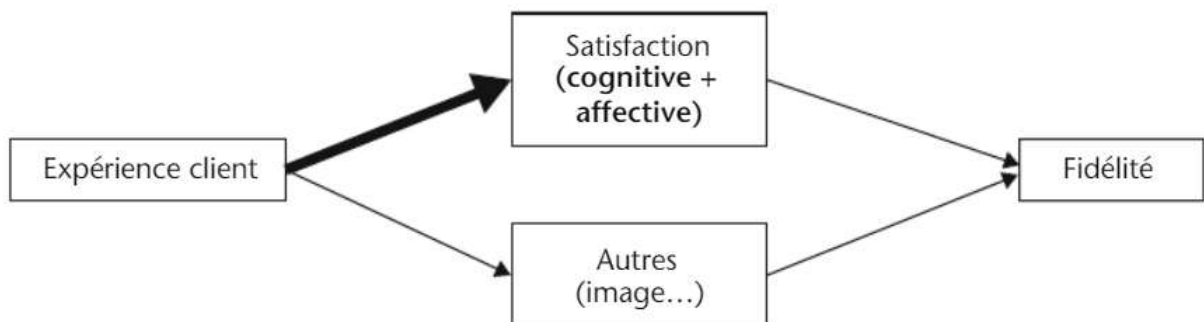 Satisfaction
(cognitive +
affective)
Expérience client
Fidélité
Autres
(image…)